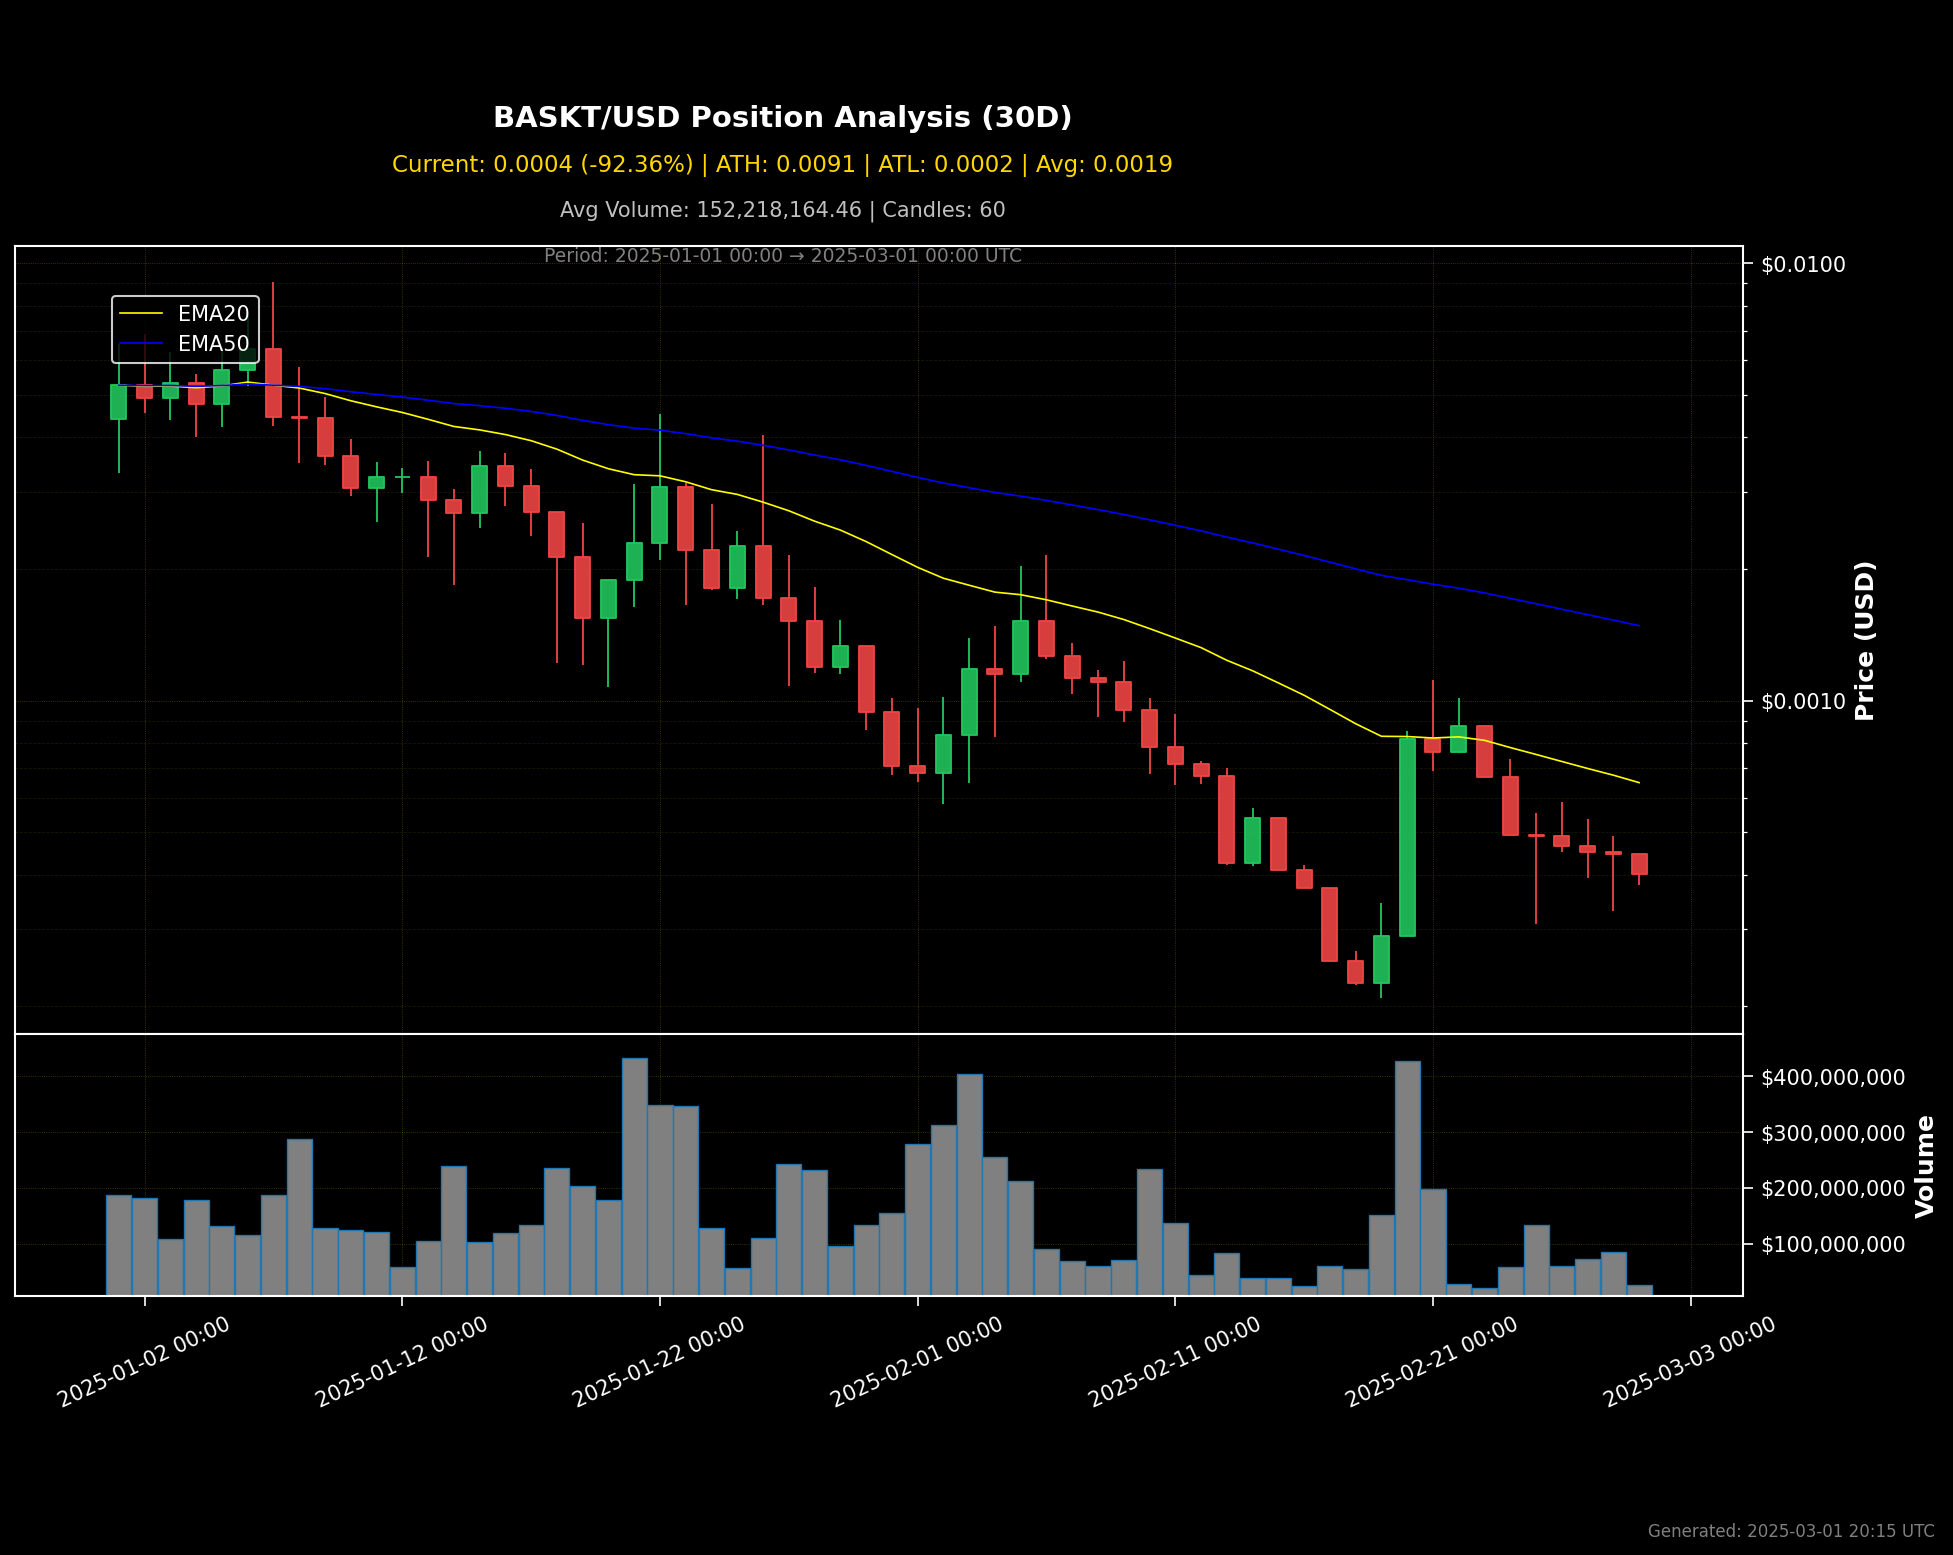 BASKT/USD Position Analysis (30D)
Current: 0.0004 (-92.36%) | ATH: 0.0091 | ATL: 0.0002 | Avg: 0.0019
Avg Volume: 152,218,164.46 | Candles: 60
Period: 2025-01-01 00:00 → 2025-03-01 00:00 UTC
EMA20
EMA50
$0.0100
$0.0010
Price (USD)
$400,000,000
$300,000,000
$200,000,000
$100,000,000
Volume
2025-01-02 00:00
2025-01-12 00:00
2025-01-22 00:00
2025-02-01 00:00
2025-02-11 00:00
2025-02-21 00:00
2025-03-03 00:00
Generated: 2025-03-01 20:15 UTC